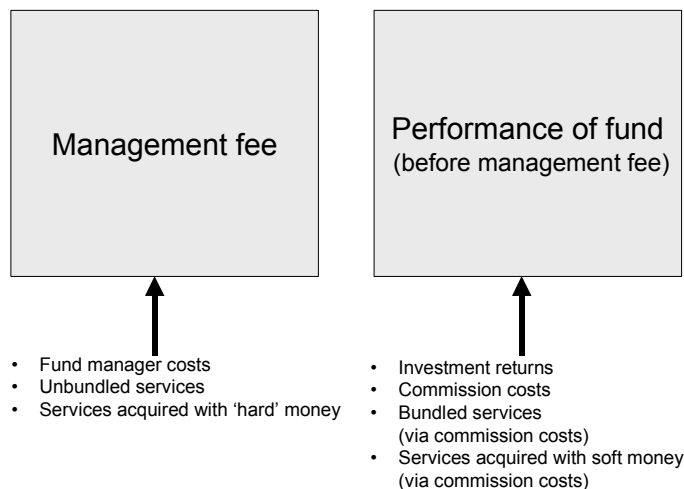 Management fee
Performance of fund
(before management fee)
• Fund manager costs
• Unbundled services
• Services acquired with ‘hard’ money
• Investment returns
• Commission costs
• Bundled services
(via commission costs)
• Services acquired with soft money
(via commission costs)